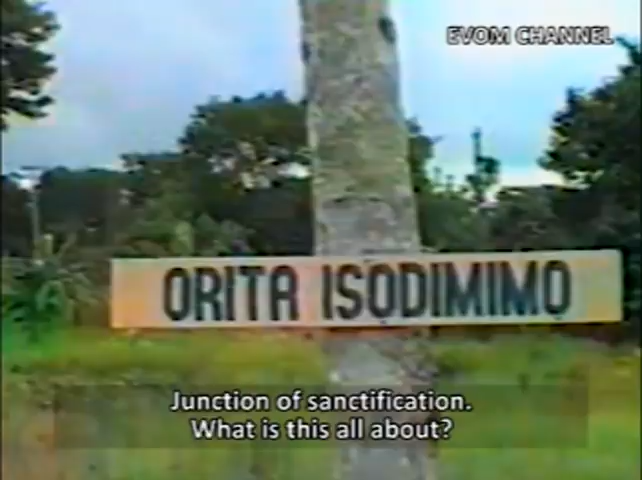 EVOM CHANNEL
ORITA ISODIMIMO
Junction of sanctification.
What is this all about?